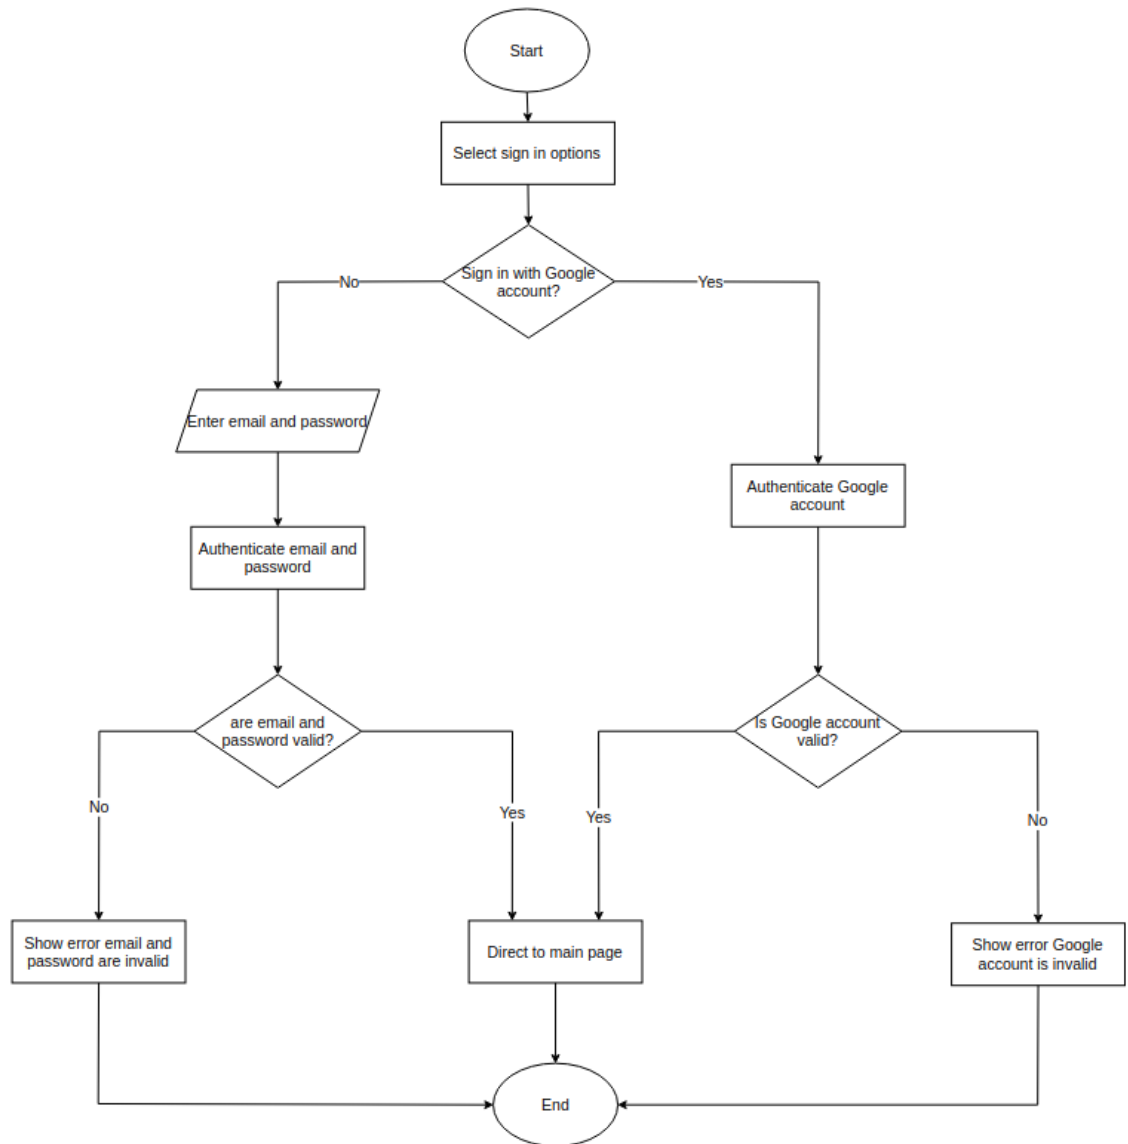 Start
Select sign in options
Sign in with Google
account?
No
Yes
Enter email and password
Authenticate Google
account
Authenticate email and
password
are email and
password valid?
Is Google account
valid?
No
Yes
Yes
No
Show error email and
password are invalid
Direct to main page
Show error Google
account is invalid
End